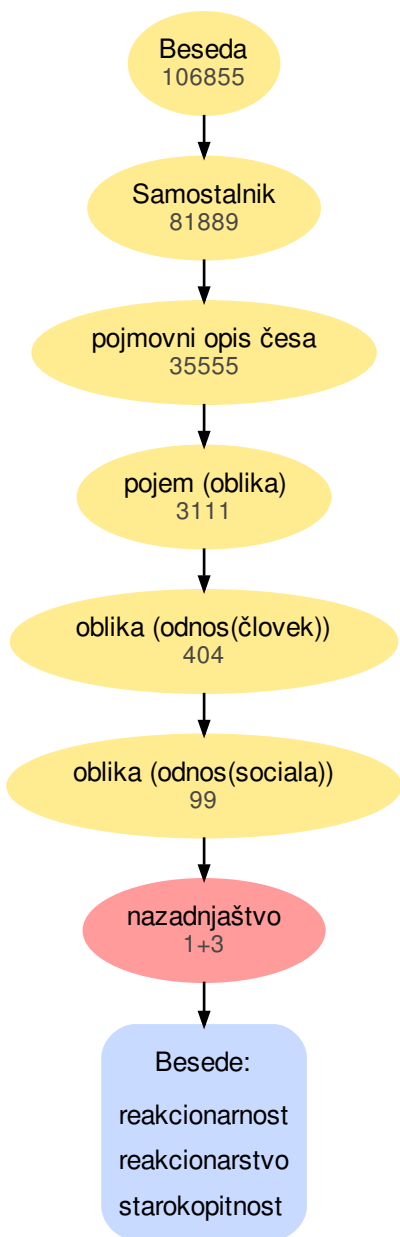 Beseda
106855
Samostalnik
81889
pojmovni opis česa
35555
pojem (oblika)
3111
oblika (odnos(človek))
404
oblika (odnos(sociala))
99
nazadnjaštvo
1+3
Besede:
reakcionarnost
reakcionarstvo
starokopitnost